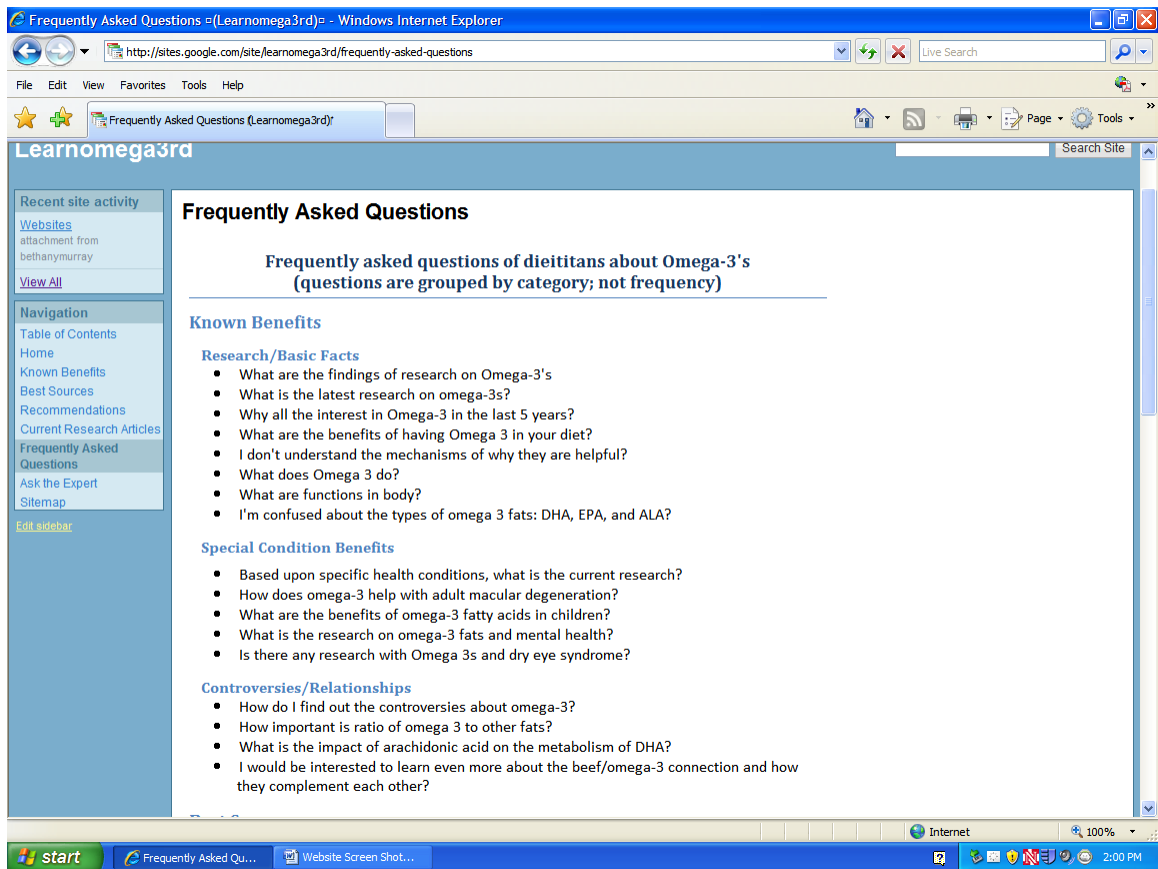 Frequently Asked Questions ¤(Learnomega3rd)¤ - Windows Internet Explorer
http://sites.google.com/site/learnomega3rd/frequently-asked-questions
Live Search
File Edit View Favorites Tools Help
Frequently Asked Questions (Learnomega3rd)
Page Tools
Learnomega3rd
Search Site
Recent site activity
Websites
attachment from
bethanymurray
View All
Navigation
Table of Contents
Home
Known Benefits
Best Sources
Recommendations
Current Research Articles
Frequently Asked
Questions
Ask the Expert
Sitemap
Edit sidebar
Frequently Asked Questions
Frequently asked questions of dieititans about Omega-3's
(questions are grouped by category; not frequency)
Known Benefits
Research/Basic Facts
What are the findings of research on Omega-3's
What is the latest research on omega-3s?
Why all the interest in Omega-3 in the last 5 years?
What are the benefits of having Omega 3 in your diet?
I don't understand the mechanisms of why they are helpful?
What does Omega 3 do?
What are functions in body?
I'm confused about the types of omega 3 fats: DHA, EPA, and ALA?
Special Condition Benefits
Based upon specific health conditions, what is the current research?
How does omega-3 help with adult macular degeneration?
What are the benefits of omega-3 fatty acids in children?
What is the research on omega-3 fats and mental health?
Is there any research with Omega 3s and dry eye syndrome?
Controversies/Relationships
How do I find out the controversies about omega-3?
How important is ratio of omega 3 to other fats?
What is the impact of arachidonic acid on the metabolism of DHA?
I would be interested to learn even more about the beef/omega-3 connection and how
they complement each other?
Internet
100%
start
Frequently Asked Qu...
Website Screen Shot...
2:00 PM